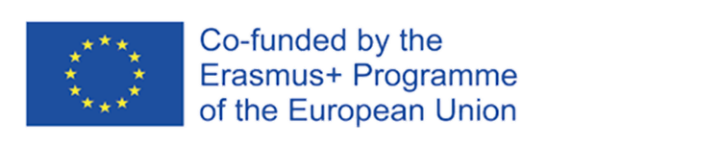 Co-funded by the
Erasmus+ Programme
of the European Union